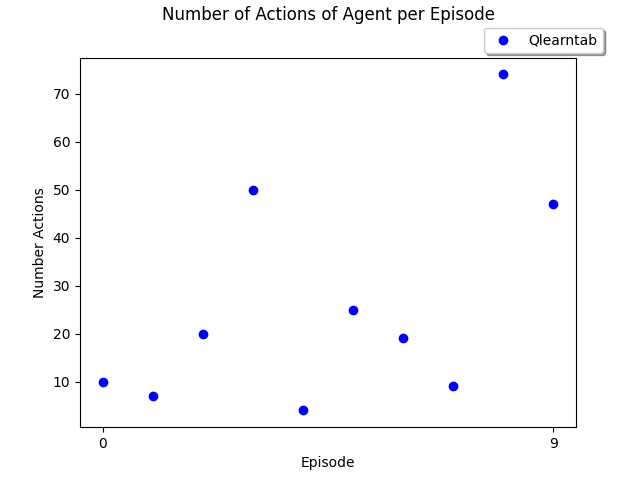 Number of Actions of Agent per Episode
Qlearntab
70
60
50
40
30
20
10
Number Actions
0
9
Episode